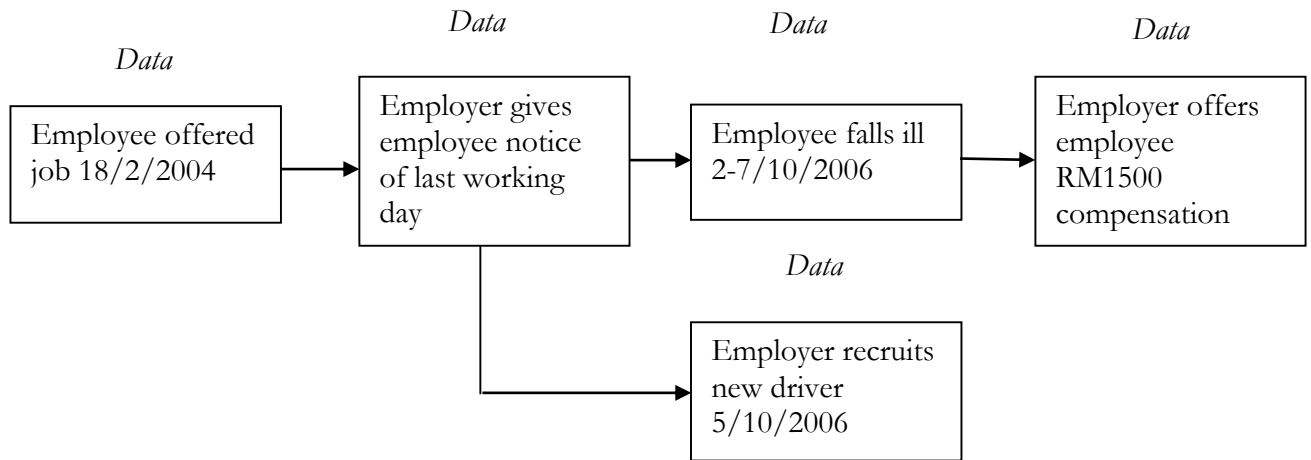 Data
Employee offered
job 18/2/2004
Data
Employer gives
employee notice
of last working
day
Data
Employee falls ill
2-7/10/2006
Data
Employer offers
employee
RM1500
compensation
Data
Employer recruits
new driver
5/10/2006